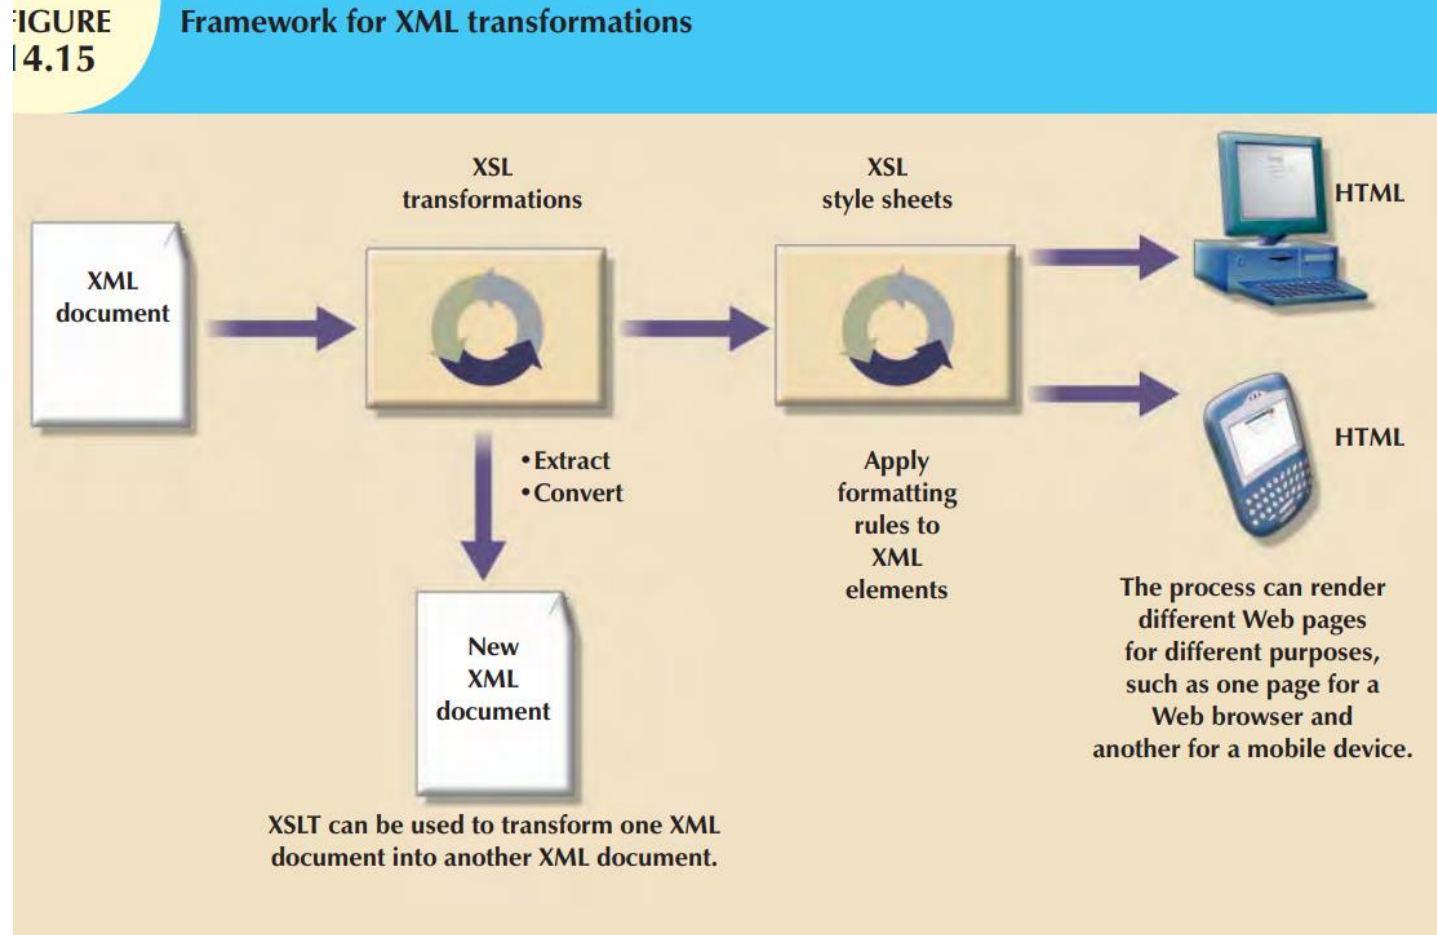 FIGURE
14.15
Framework for XML transformations
XSL
transformations
XSL
style sheets
HTML
XML
document
HTML
•Extract
•Convert
Apply
formatting
rules to
XML
elements
The process can render
different Web pages
for different purposes,
such as one page for a
Web browser and
another for a mobile device.
New
XML
document
XSLT can be used to transform one XML
document into another XML document.